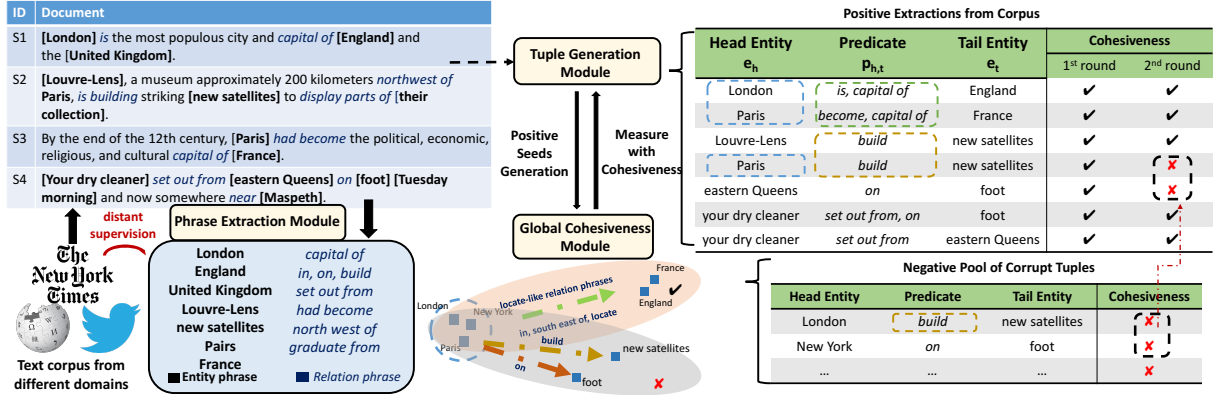 ID Document
S1 [London] is the most populous city and capital of [England] and
the [United Kingdom].
S2 [Louvre-Lens], a museum approximately 200 kilometers northwest of
Paris, is building striking [new satellites] to display parts of [their
collection].
S3 By the end of the 12th century, [Paris] had become the political, economic,
religious, and cultural capital of [France].
S4 [Your dry cleaner] set out from [eastern Queens] on [foot] [Tuesday
morning] and now somewhere near [Maspeth].
distant
supervision
The
New York
Times
Text corpus from
different domains
Phrase Extraction Module
London capital of
England in, on, build
United Kingdom set out from
Louvre-Lens had become
new satellites north west of
Pairs graduate from
France
Entity phrase Relation phrase
Tuple Generation
Module
Positive
Seeds
Generation
Measure
with
Cohesiveness
Global Cohesiveness
Module
France
England ✔
locate-like relation phrases
London
New York
in, south east of, locate
Paris
build
new satellites
on
foot ✘
Positive Extractions from Corpus
Head Entity Predicate Tail Entity Cohesiveness
eh ph,t et 1st round 2nd round
London is, capital of England ✔ ✔
Paris become, capital of France ✔ ✔
Louvre-Lens build new satellites ✔ ✔
Paris build new satellites ✔ ✘
eastern Queens on foot ✔ ✘
your dry cleaner set out from, on foot ✔ ✔
your dry cleaner set out from eastern Queens ✔ ✔
Negative Pool of Corrupt Tuples
Head Entity Predicate Tail Entity Cohesiveness
London build new satellites ✘
New York on foot ✘
... ... ... ✘